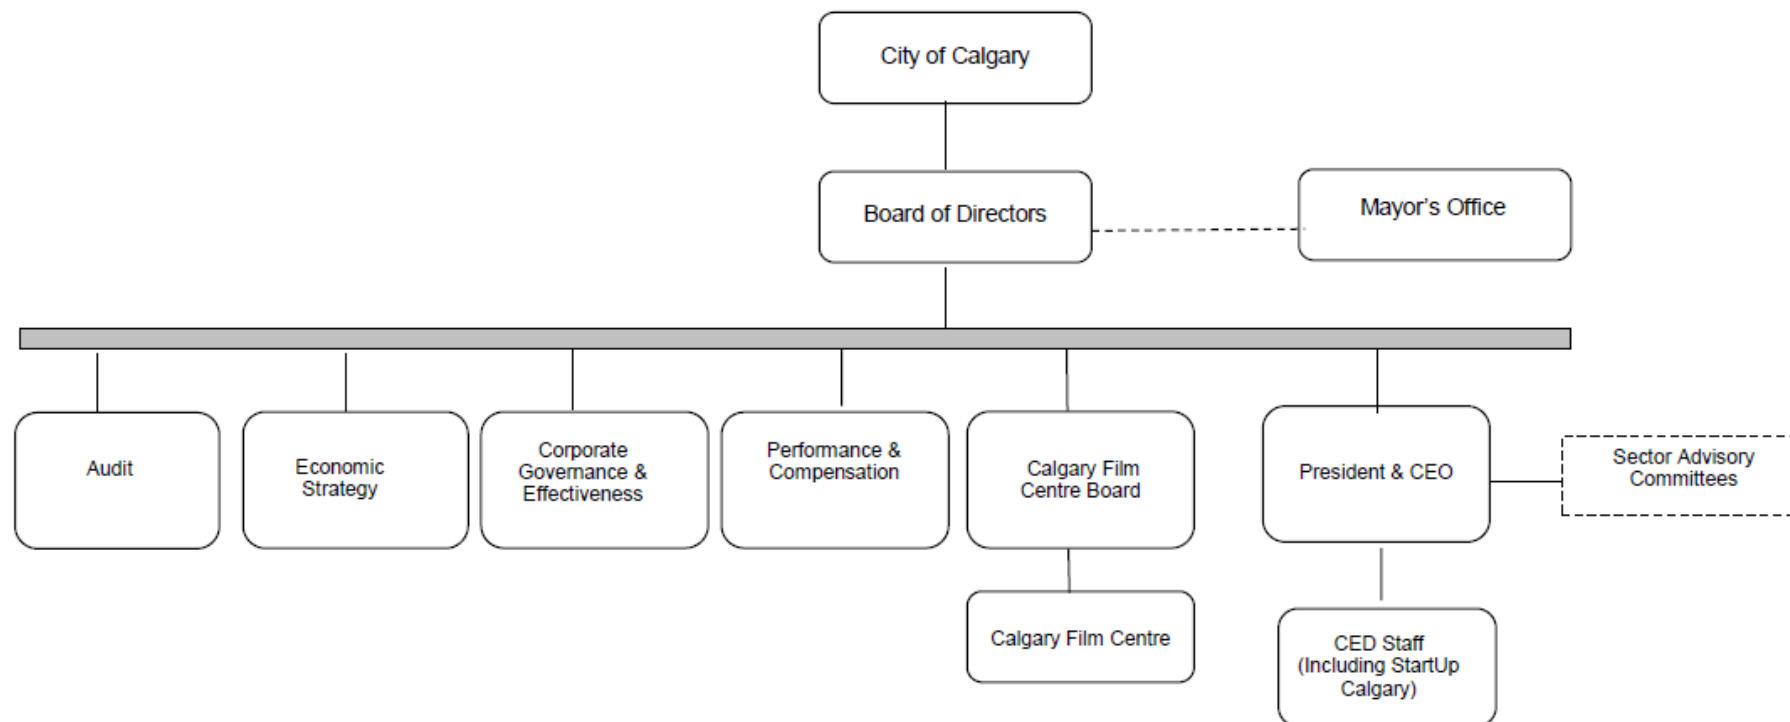 City of Calgary
Board of Directors
Mayor’s Office
Audit
Economic
Strategy
Corporate
Governance &
Effectiveness
Performance &
Compensation
Calgary Film
Centre Board
President & CEO
Sector Advisory
Committees
Calgary Film Centre
CED Staff
(Including StartUp
Calgary)